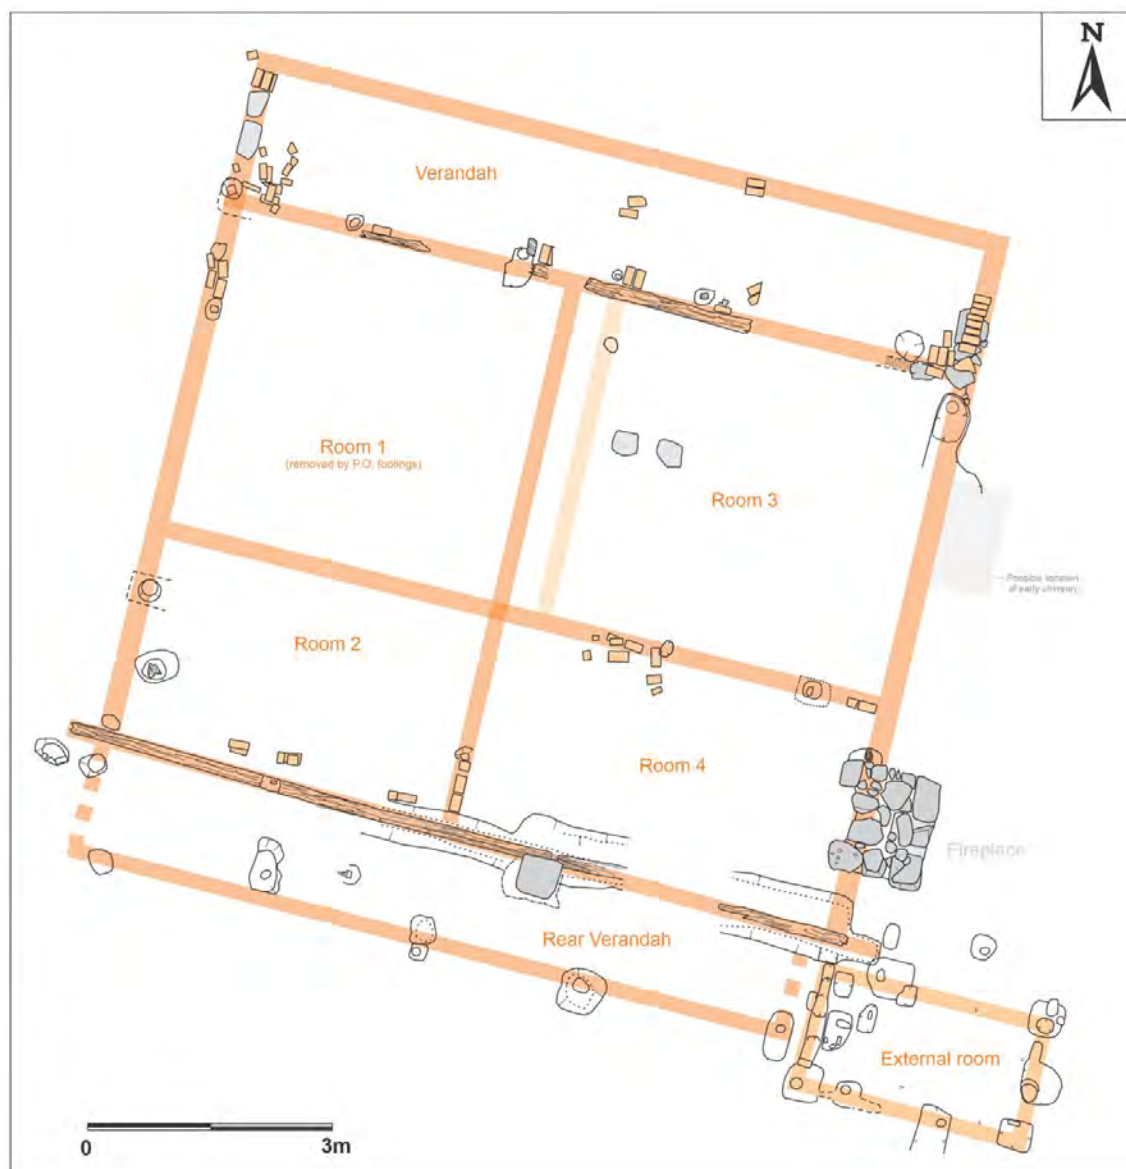 N
Verandah
Room 1
(removed by P.O. footings)
Room 3
Possible location
of early chimney
Room 2
Room 4
Fireplace
Rear Verandah
External room
0
3m